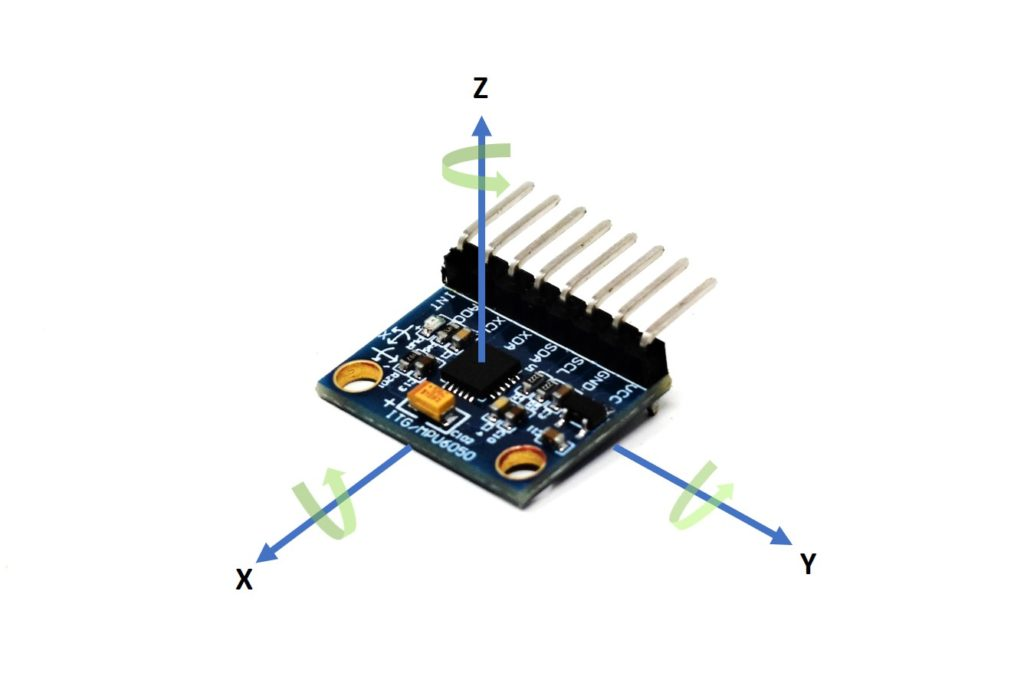 Z
INT
ADO
XCL
XDA
SDA
SCL
GND
VCC
ITG/MPU6050
X
Y